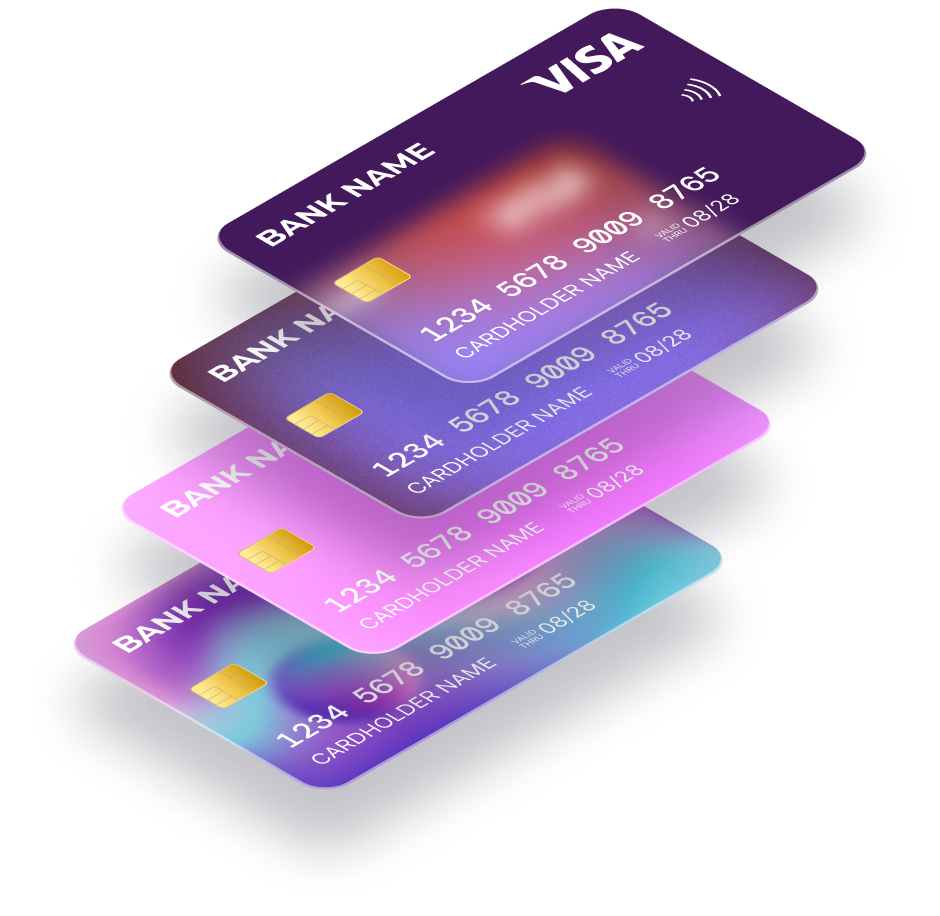 VISA
BANK NAME
1234 5678 9009 8765
VALID
THRU 08/28
CARDHOLDER NAME
BANK NA
1234 5678 9009 8765
VALID
THRU 08/28
CARDHOLDER NAME
BANK NA
1234 5678 9009 8765
VALID
THRU 08/28
CARDHOLDER NAME
BANK NA
1234 5678 9009 8765
VALID
THRU 08/28
CARDHOLDER NAME